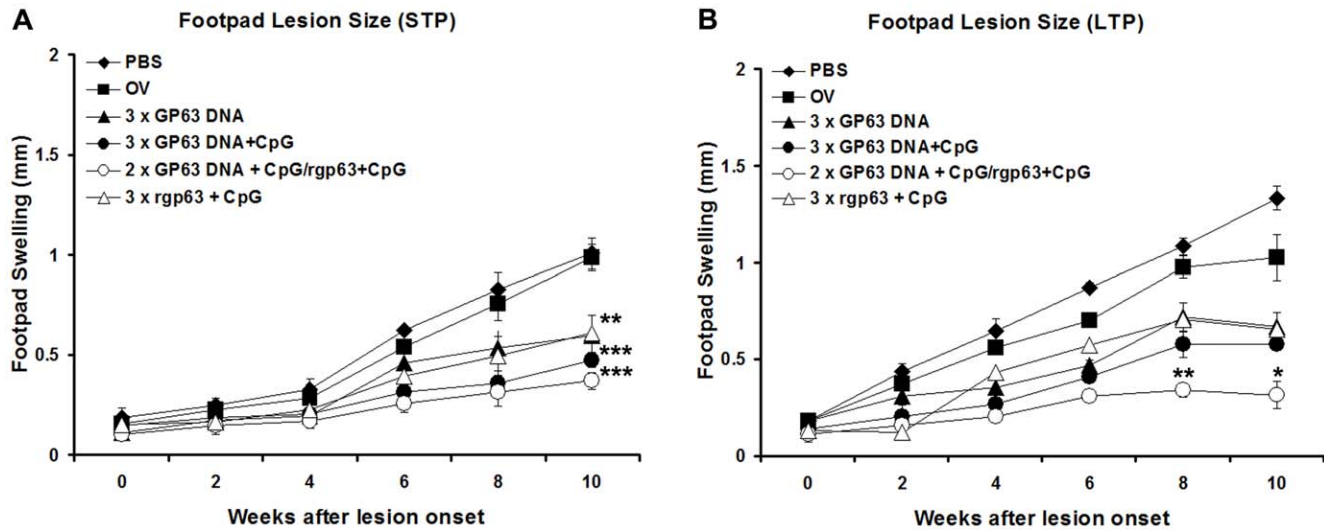 A
Footpad Lesion Size (STP)
PBS
OV
3 x GP63 DNA
3 x GP63 DNA+CpG
2 x GP63 DNA + CpG/rgp63+CpG
3 x rgp63 + CpG
Footpad Swelling (mm)
2
1.5
1
0.5
0
**
***
***
0 2 4 6 8 10
Weeks after lesion onset
B
Footpad Lesion Size (LTP)
PBS
OV
3 x GP63 DNA
3 x GP63 DNA+CpG
2 x GP63 DNA + CpG/rgp63+CpG
3 x rgp63 + CpG
Footpad Swelling (mm)
2
1.5
1
0.5
0
**
*
0 2 4 6 8 10
Weeks after lesion onset